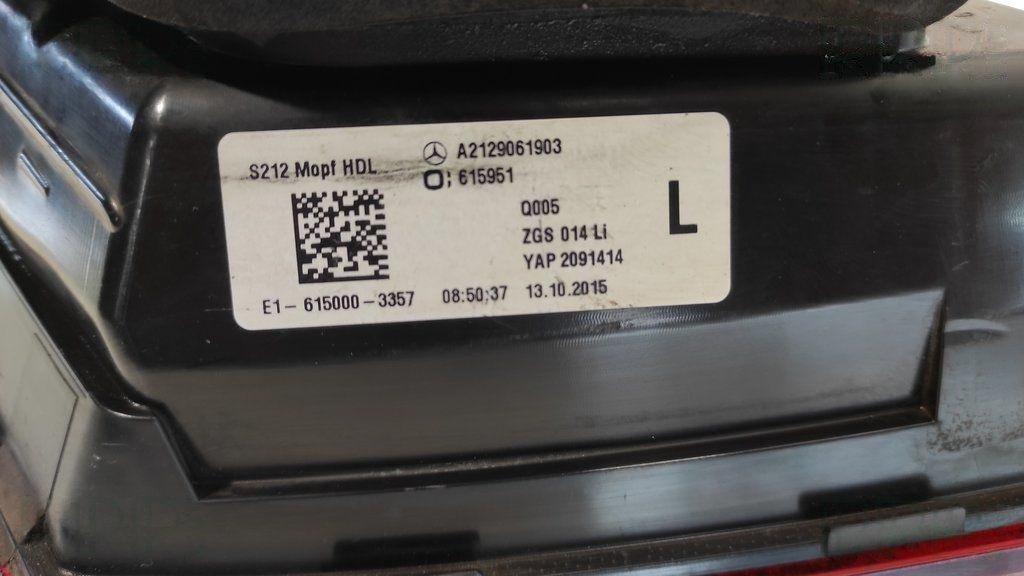 S212 Mopf HDL
A2129061903
615951
Q005
ZGS 014 Li
YAP 2091414
L
E1- 615000-3357 08:50:37 13.10.2015